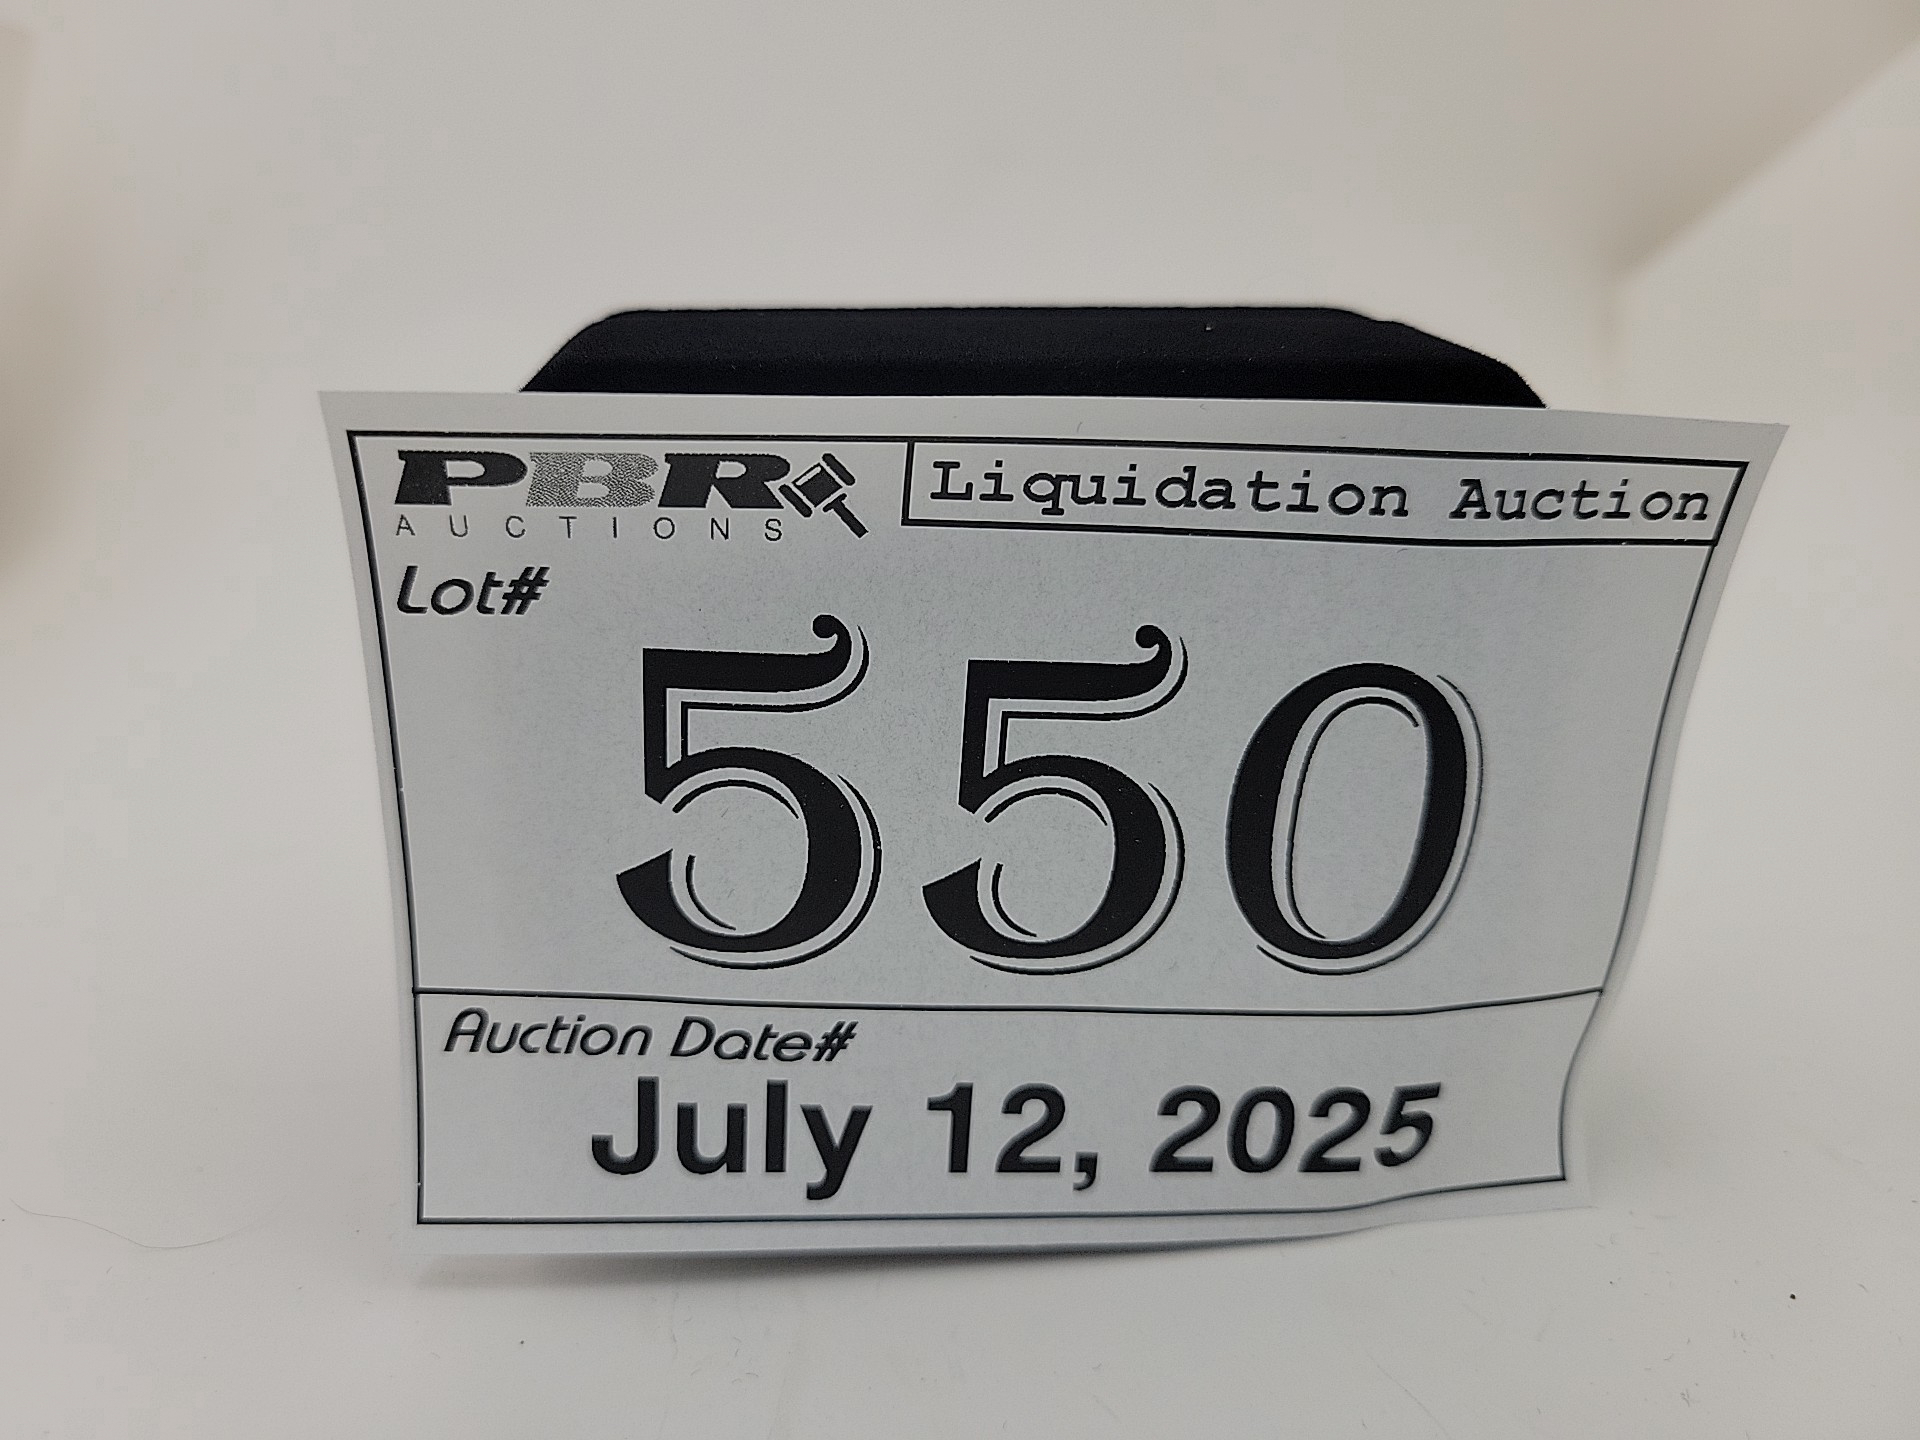 PBR
AUCTIONS
Liquidation Auction
Lot#
550
Auction Date#
July 12, 2025